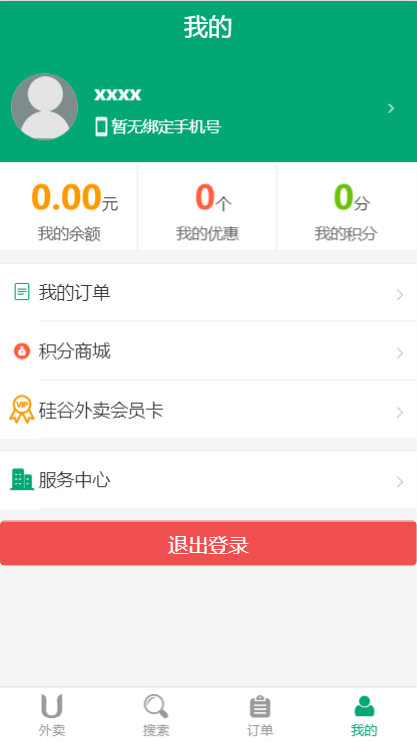 我的
xxxx
暂无绑定手机号
0.00元
0个
0分
我的余额
我的优惠
我的积分
我的订单
积分商城
VIP
硅谷外卖会员卡
服务中心
退出登录
外卖
搜索
订单
我的